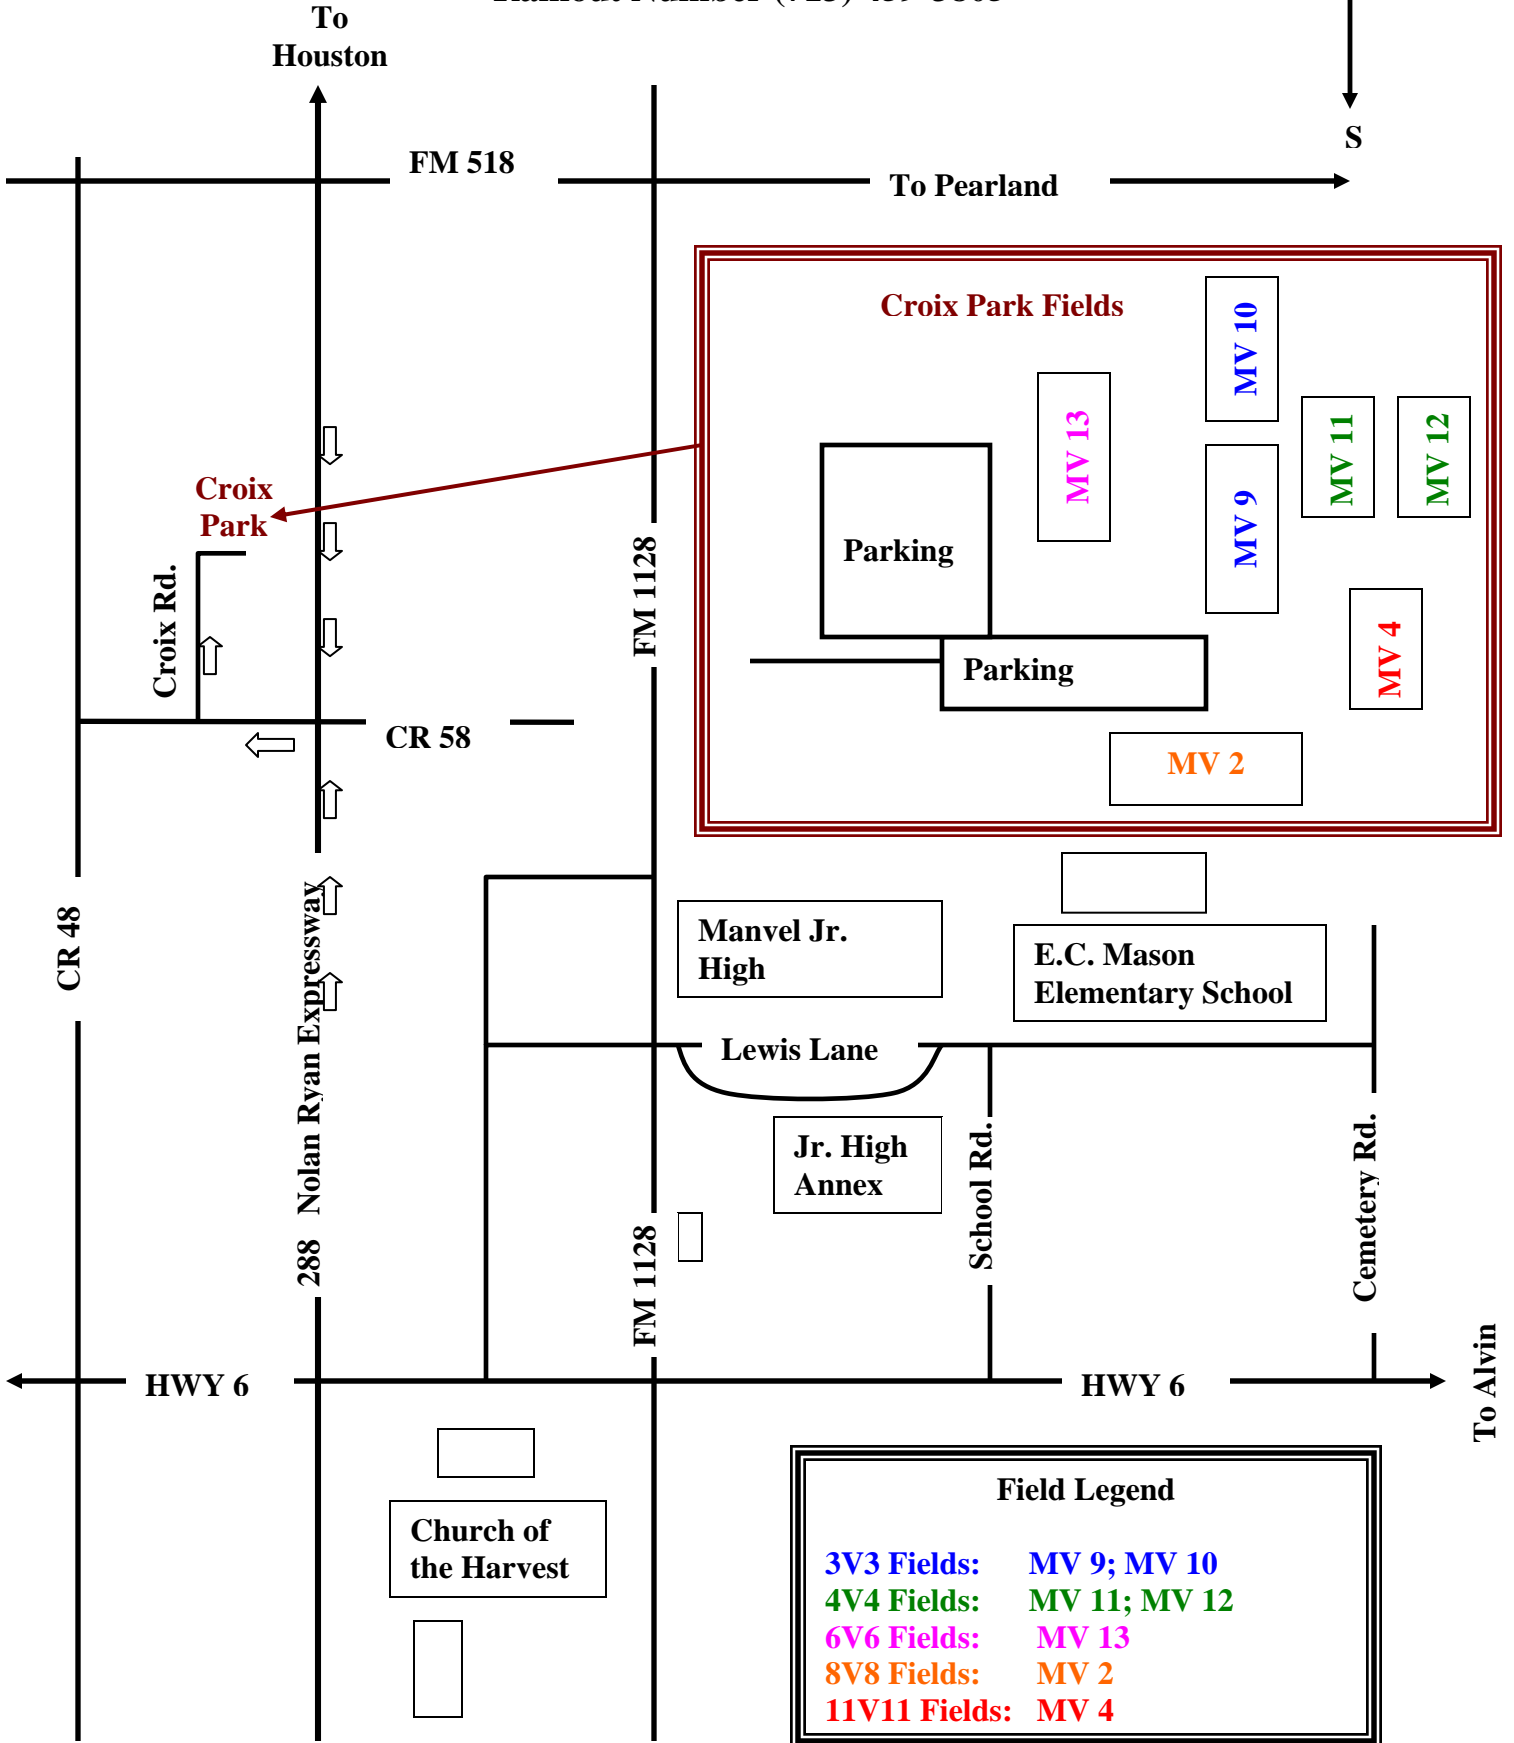 To
Houston
S
FM 518
To Pearland
Croix Park Fields
MV 10
MV 13
MV 11
MV 12
MV 9
Croix
Park
Parking
FM 1128
Croix Rd.
MV 4
Parking
CR 58
MV 2
CR 48
288 Nolan Ryan Expressway
Manvel Jr.
High
E.C. Mason
Elementary School
Lewis Lane
Jr. High
Annex
School Rd.
Cemetery Rd.
FM 1128
HWY 6
HWY 6
To Alvin
Church of
the Harvest
Field Legend
3V3 Fields: MV 9; MV 10
4V4 Fields: MV 11; MV 12
6V6 Fields: MV 13
8V8 Fields: MV 2
11V11 Fields: MV 4